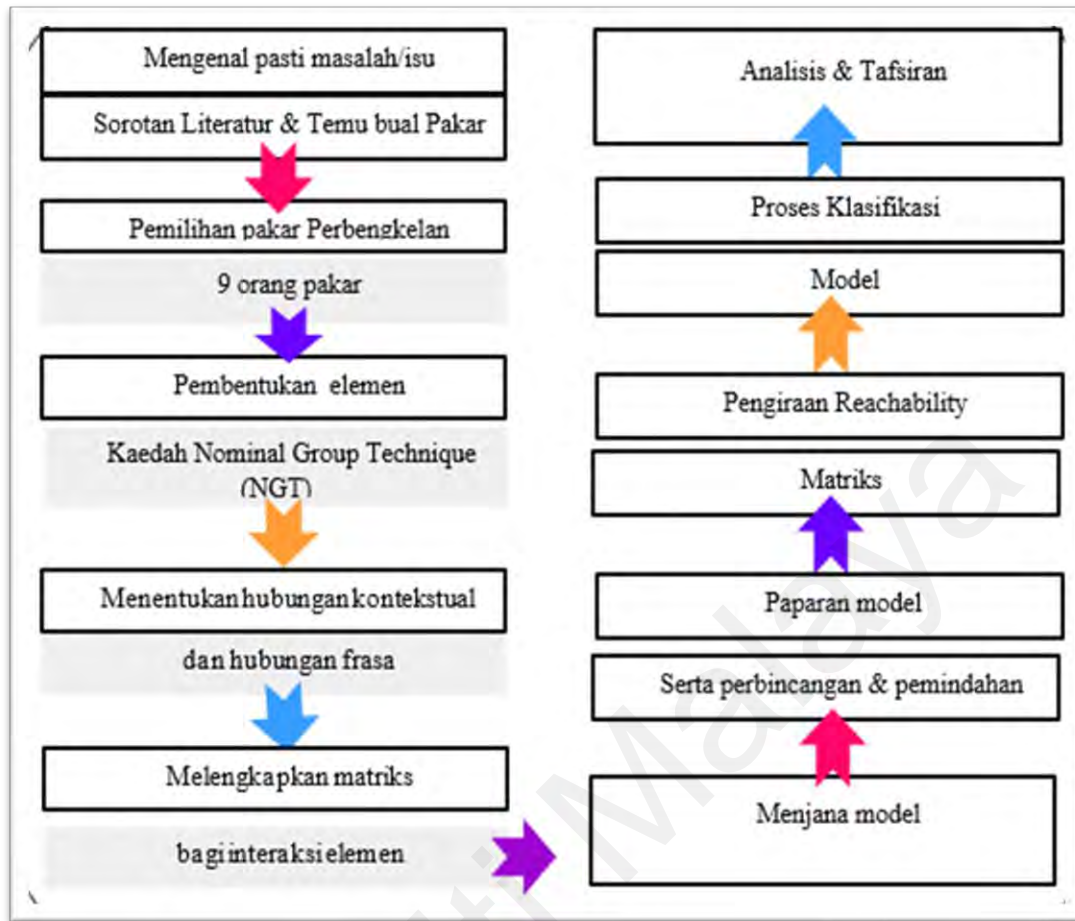 Mengenal pasti masalah/isu
Sorotan Literatur & Temu bual Pakar
Pemilihan pakar Perbengkelan
9 orang pakar
Pembentukan elemen
Kaedah Nominal Group Technique
(NGT)
Menentukan hubungan kontekstual
dan hubungan frasa
Melengkapkan matriks
bagi interaksi elemen
Menjana model
Serta perbincangan & pemindahan
Paparan model
Matriks
Pengiraan Reachability
Model
Proses Klasifikasi
Analisis & Tafsiran
ti Malaya